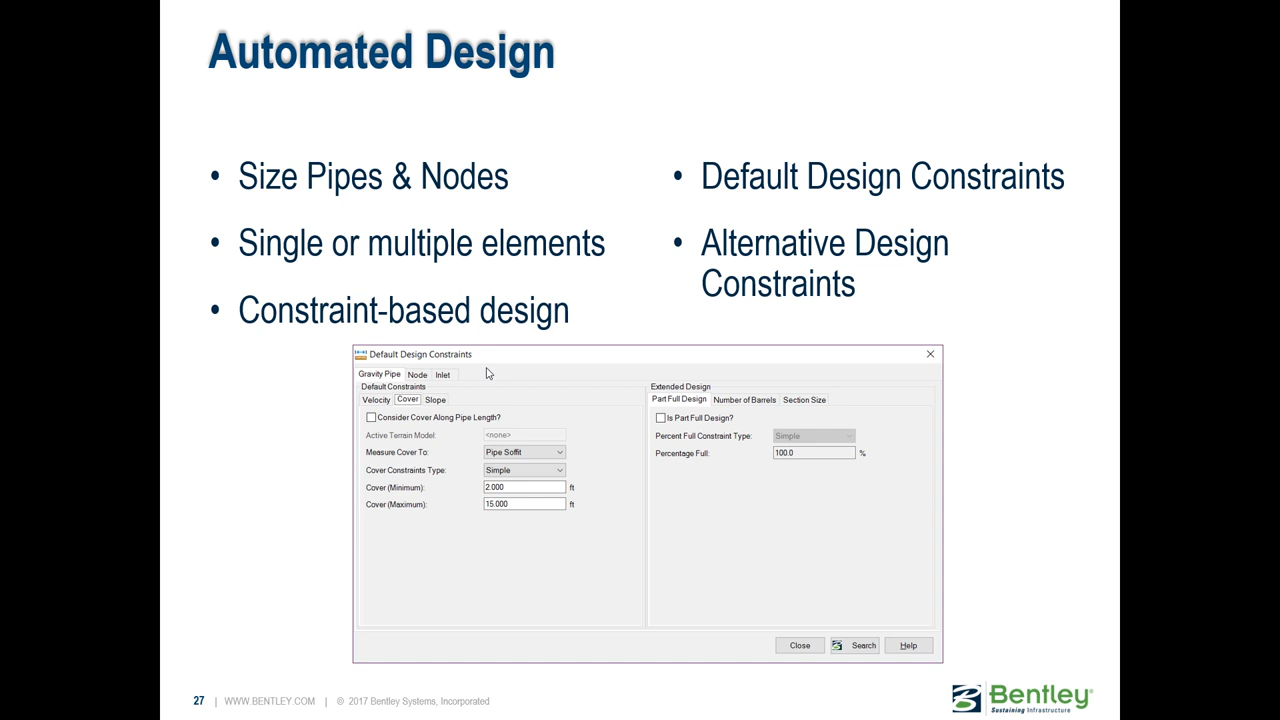 Automated Design
• Size Pipes & Nodes
• Single or multiple elements
• Constraint-based design
• Default Design Constraints
• Alternative Design
Constraints
Default Design Constraints
Gravity Pipe Node Inlet
Default Constraints
Velocity Cover Slope
Consider Cover Along Pipe Length?
Active Terrain Model: <none>
Measure Cover To: Pipe Soffit
Cover Constraints Type: Simple
Cover (Minimum): 2.000 ft
Cover (Maximum): 15.000 ft
Extended Design
Part Full Design Number of Barrels Section Size
Is Part Full Design?
Percent Full Constraint Type: Simple
Percentage Full: 100.0 %
Close Search Help
27 | WWW.BENTLEY.COM | © 2017 Bentley Systems, Incorporated
Bentley®
Sustaining Infrastructure